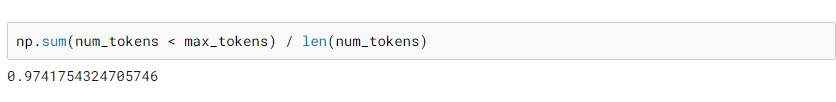 np.sum(num_tokens < max_tokens) / len(num_tokens)
0.9741754324705746